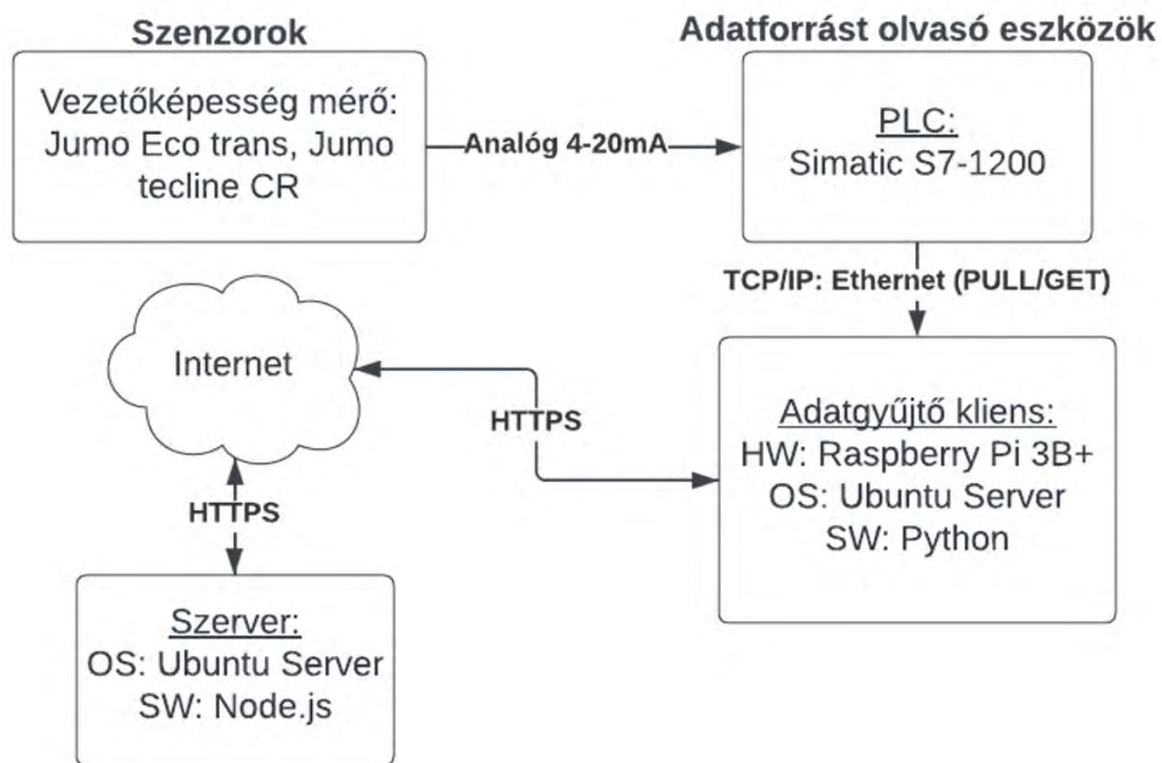 Szenzorok
Adatforrást olvasó eszközök
Vezetőképesség mérő:
Jumo Eco trans, Jumo
tecline CR
Analóg 4-20mA
PLC:
Simatic S7-1200
TCP/IP: Ethernet (PULL/GET)
Internet
HTTPS
Adatgyűjtő kliens:
HW: Raspberry Pi 3B+
OS: Ubuntu Server
SW: Python
HTTPS
Szerver:
OS: Ubuntu Server
SW: Node.js